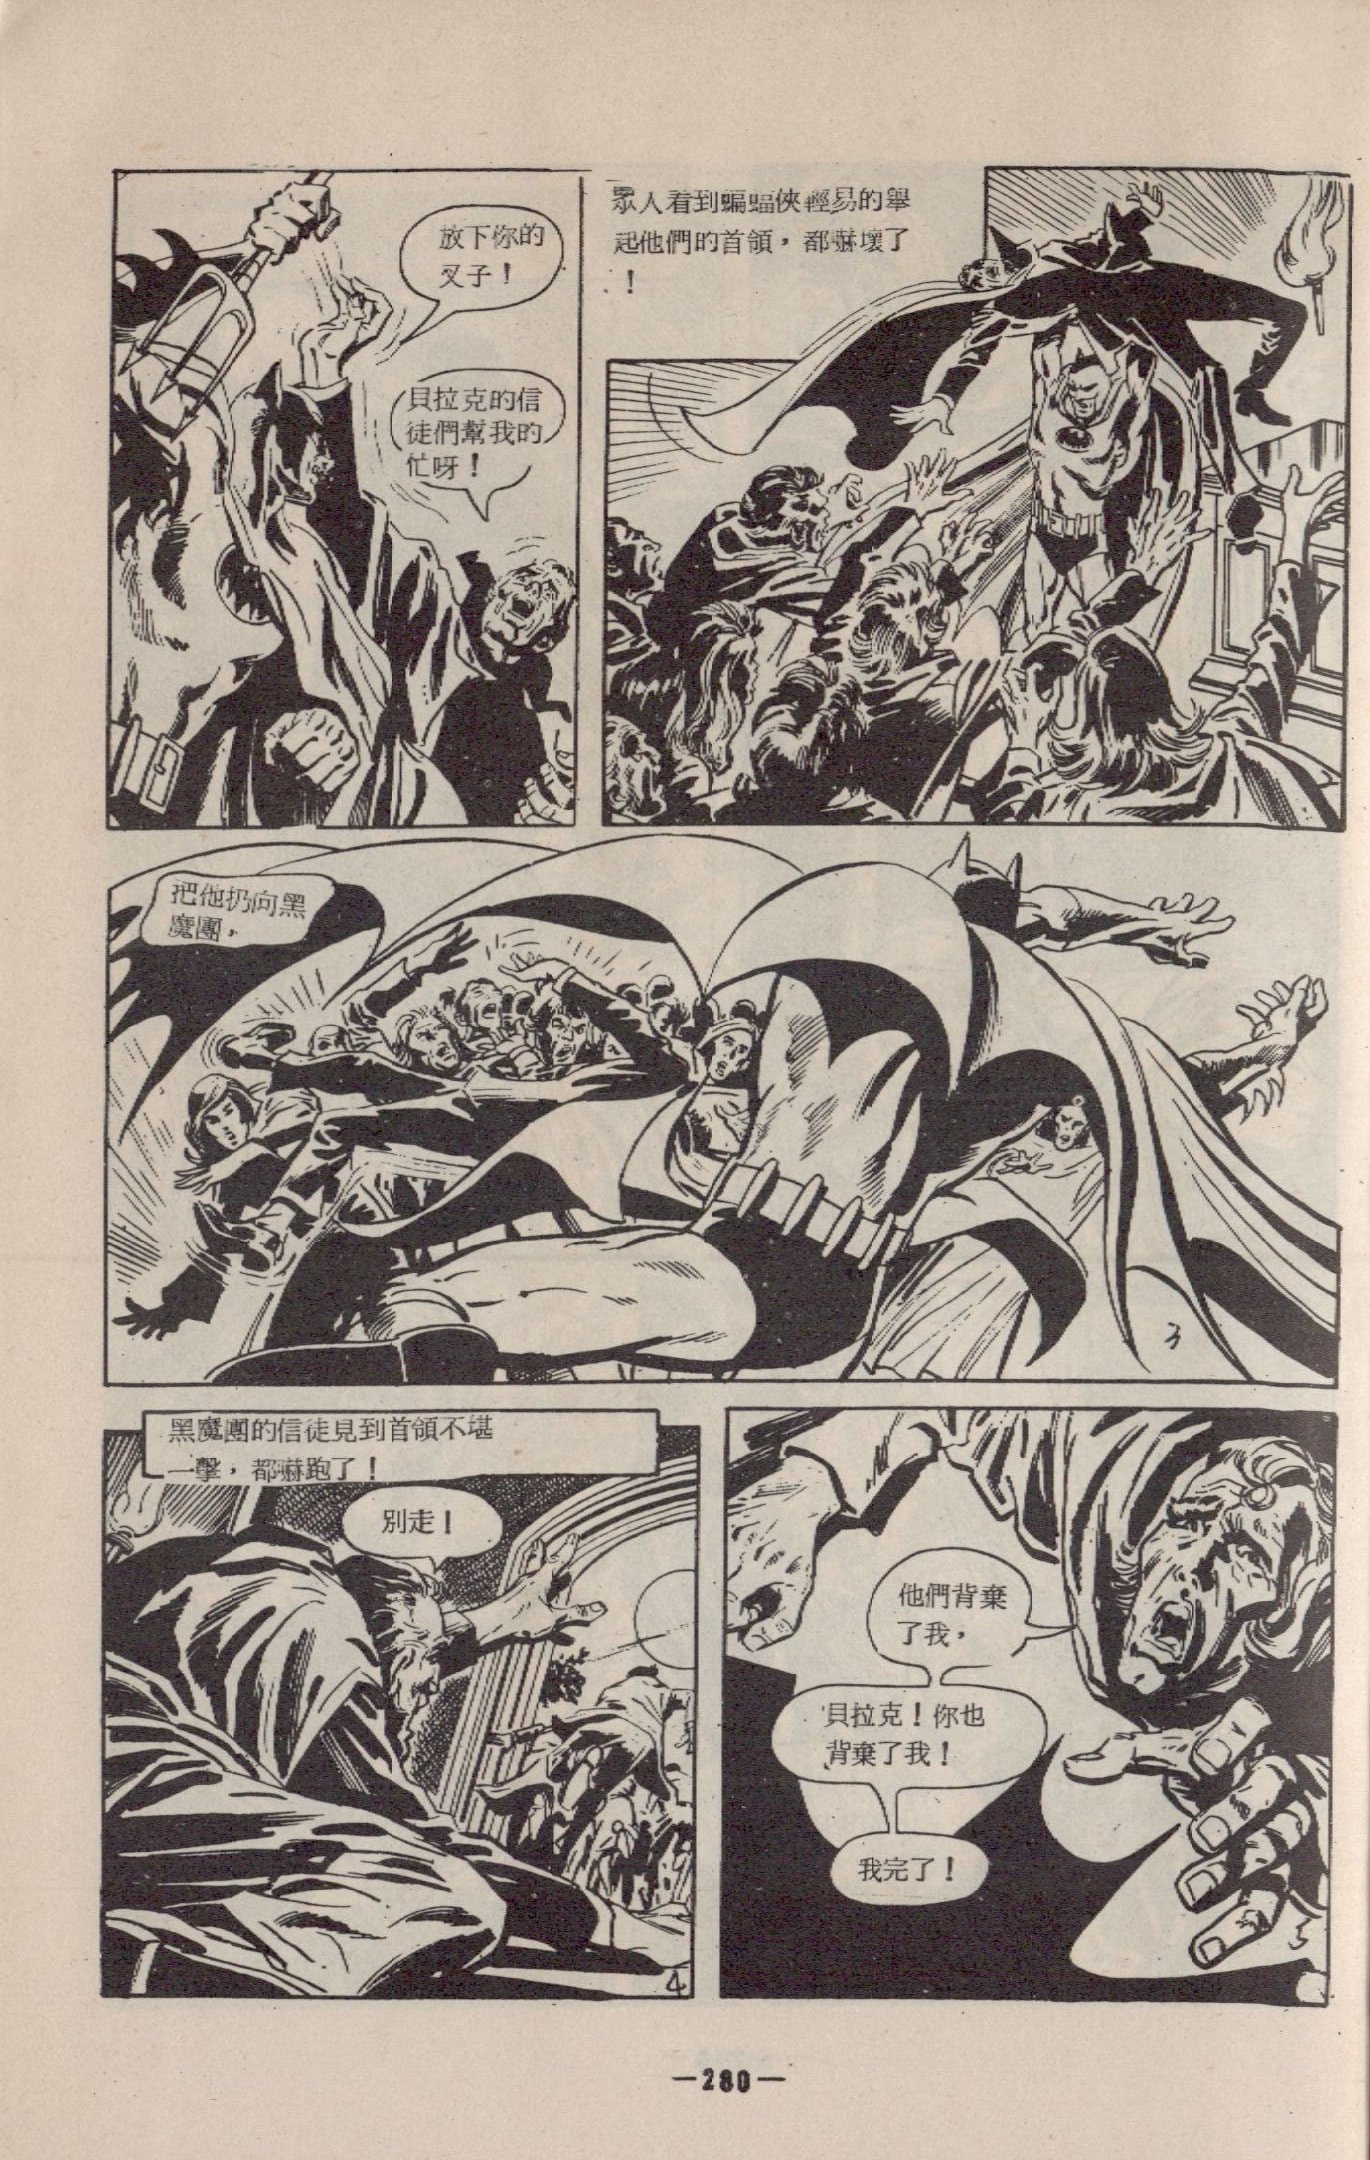 放下你的
叉子！
貝拉克的信
徒們幫我的
忙呀！
眾人看到蝙蝠俠輕易的舉
起他們的首領，都嚇壞了
！
把他扔向黑
魔團，
3
黑魔團的信徒見到首領不堪
一擊，都嚇跑了！
別走！
4
他們背棄
了我，
貝拉克！你也
背棄了我！
我完了！
5
—280—